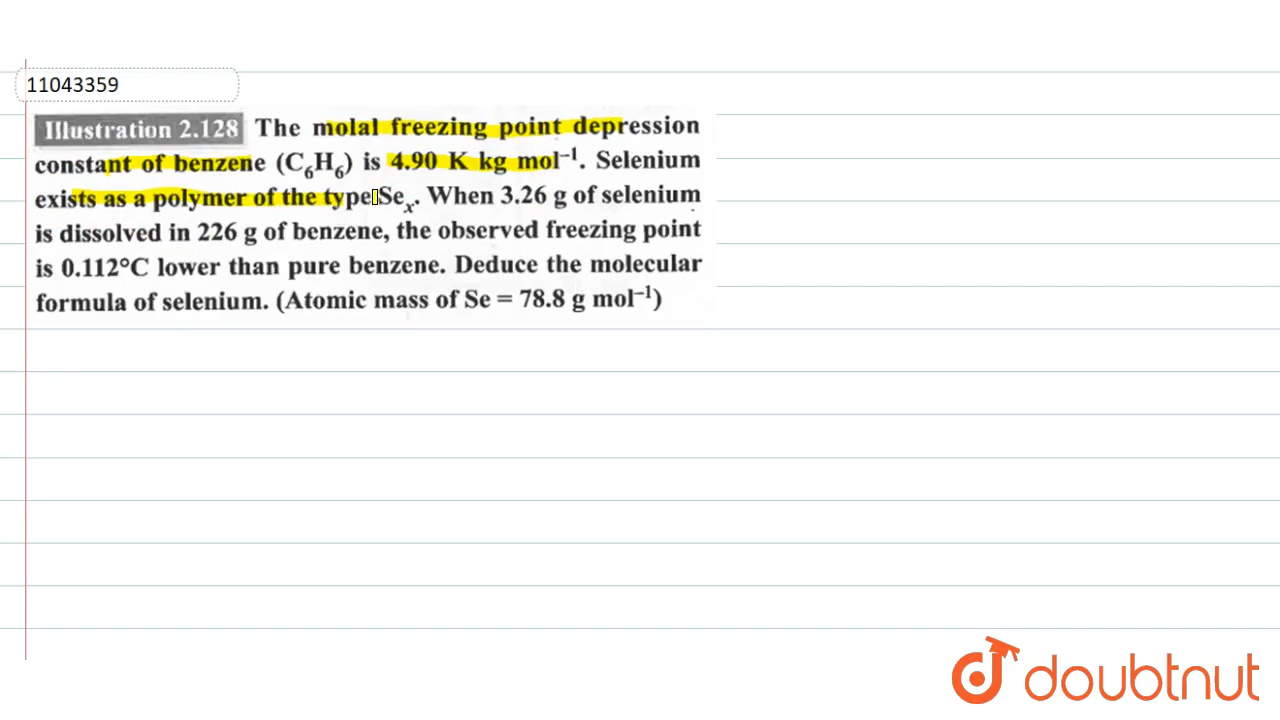 11043359
Illustration 2.128 The molal freezing point depression
constant of benzene (C₆H₆) is 4.90 K kg mol⁻¹. Selenium
exists as a polymer of the type Seₓ. When 3.26 g of selenium
is dissolved in 226 g of benzene, the observed freezing point
is 0.112°C lower than pure benzene. Deduce the molecular
formula of selenium. (Atomic mass of Se = 78.8 g mol⁻¹)
doubtnut